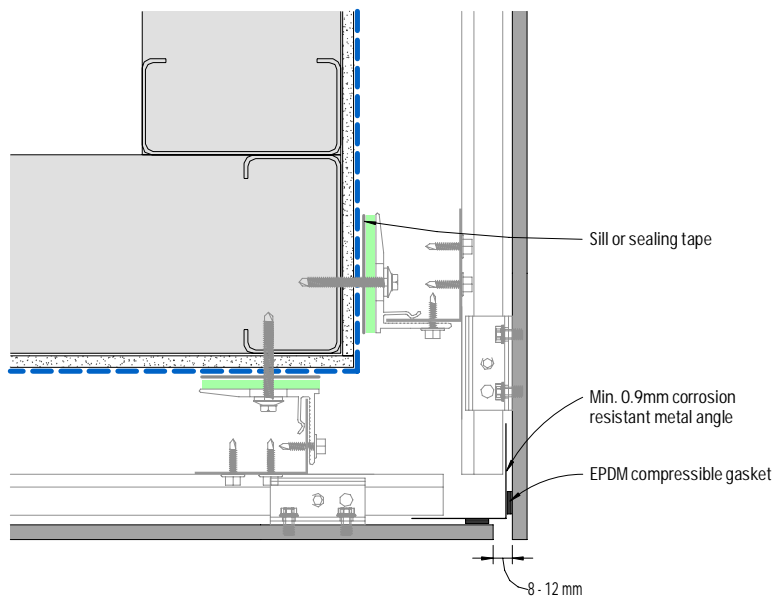 Sill or sealing tape
Min. 0.9mm corrosion
resistant metal angle
EPDM compressible gasket
8 - 12 mm